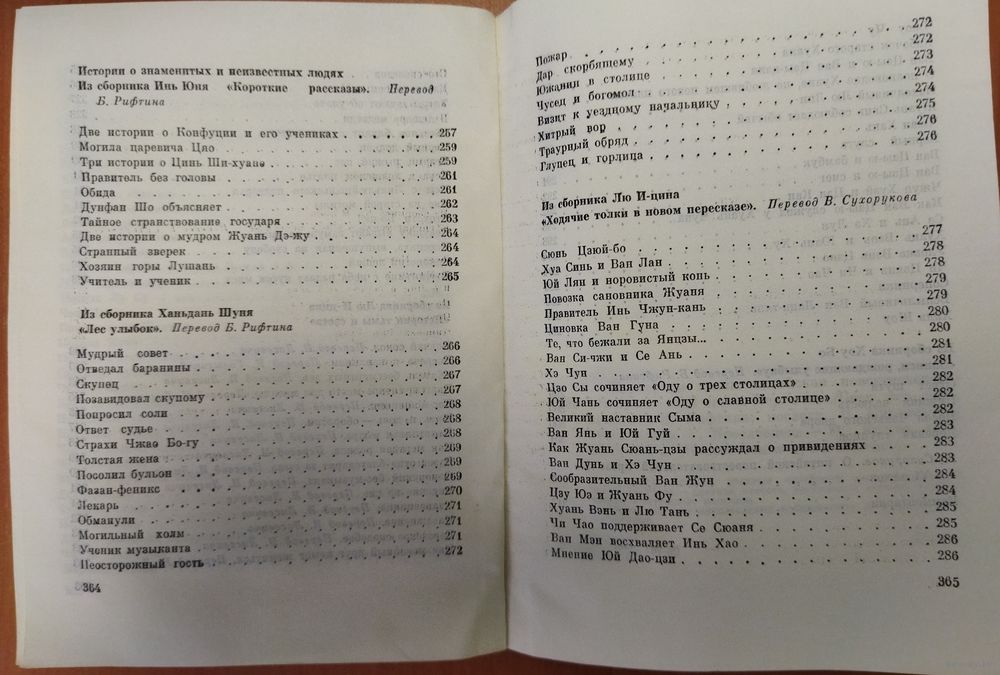 Истории о знаменитых и неизвестных людях
Из сборника Инь Юня «Короткие рассказы». Перевод
Б. Рифтина
Две истории о Конфуции и его учениках . . . . . . . 257
Могила царевича Цзяо . . . . . . . 259
Три истории о Цинь Ши-хуане . . . . . . . 259
Правитель без головы . . . . . . . 261
Обида . . . . . . . 261
Дунфан Шо объясняет . . . . . . . 262
Тайное странствование государя . . . . . . . 263
Две истории о мудром Жуань Дэ-жу . . . . . . . 264
Странный зверек . . . . . . . 264
Хозяин горы Лушань . . . . . . . 264
Учитель и ученик . . . . . . . 265
Из сборника Ханьдань Шуня
«Лес улыбок». Перевод Б. Рифтина
Мудрый совет . . . . . . . 266
Отведал баранины . . . . . . . 266
Скупец . . . . . . . 267
Позавидовал скупому . . . . . . . 267
Попросил соли . . . . . . . 268
Ответ судье . . . . . . . 268
Страхи Чжао Бо-гу . . . . . . . 268
Толстая жена . . . . . . . 269
Посолил бульон . . . . . . . 269
Фазан-феникс . . . . . . . 269
Лекарь . . . . . . . 270
Обманули . . . . . . . 271
Могильный холм . . . . . . . 271
Ученик музыканта . . . . . . . 271
Неосторожный гость . . . . . . . 272
364
Пожар . . . . . . . 272
Дар скорбящему . . . . . . . 272
Южанин в столице . . . . . . . 273
Чусец и богомол . . . . . . . 274
Визит к уездному начальнику . . . . . . . 274
Хитрый вор . . . . . . . 275
Траурный обряд . . . . . . . 276
Глупец и горлица . . . . . . . 276
Из сборника Лю И-цина
«Ходячие толки в новом пересказе». Перевод В. Сухорукова
Сюнь Цзюй-бо . . . . . . . 277
Хуа Синь и Ван Лан . . . . . . . 278
Юй Лян и норовистый конь . . . . . . . 278
Повозка сановника Жуаня . . . . . . . 279
Правитель Инь Чжун-кань . . . . . . . 279
Циновка Ван Гуна . . . . . . . 280
Те, что бежали за Янцзы... . . . . . . . 280
Ван Си-чжи и Се Ань . . . . . . . 281
Хэ Чун . . . . . . . 281
Цзо Сы сочиняет «Оду о трех столицах» . . . . . . . 282
Юй Чань сочиняет «Оду о славной столице» . . . . . . . 282
Великий наставник Сыма . . . . . . . 282
Ван Янь и Юй Гуй . . . . . . . 283
Как Жуань Сюань-цзы рассуждал о привидениях . . . . . . . 283
Ван Дунь и Хэ Чун . . . . . . . 283
Сообразительный Ван Жун . . . . . . . 284
Цзу Юэ и Жуань Фу . . . . . . . 284
Хуань Вэнь и Лю Тань . . . . . . . 285
Чи Чао поддерживает Се Сюаня . . . . . . . 285
Ван Мэн восхваляет Инь Хао . . . . . . . 286
Мнение Юй Дао-цзи . . . . . . . 286
365